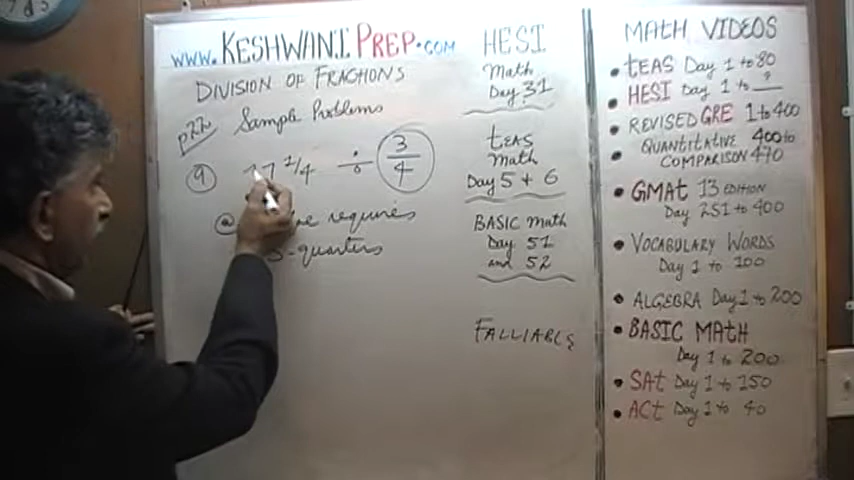 www.KESHWANI PREP.COM
DIVISION OF FRACTIONS
p22
Sample Problems
9
7 1/4 ÷ 3/4
@ requires
3-quarters
HESI
Math
Day 31
tEAS
Math
Day 5 + 6
BASIC Math
Day 51
and 52
FALLIABLE
MATH VIDEOS
• tEAS Day 1 to 80
• HESI Day 1 to ?
• REVISED GRE 1 to 400
• QUANTITATIVE 400 to
COMPARISON 470
• GMAt 13 EDITION
Day 251 to 400
• VOCABULARY WORDS
Day 1 to 100
• ALGEBRA Day 1 to 200
• BASIC MATH
Day 1 to 200
• SAt Day 1 to 150
• ACt Day 1 to 40